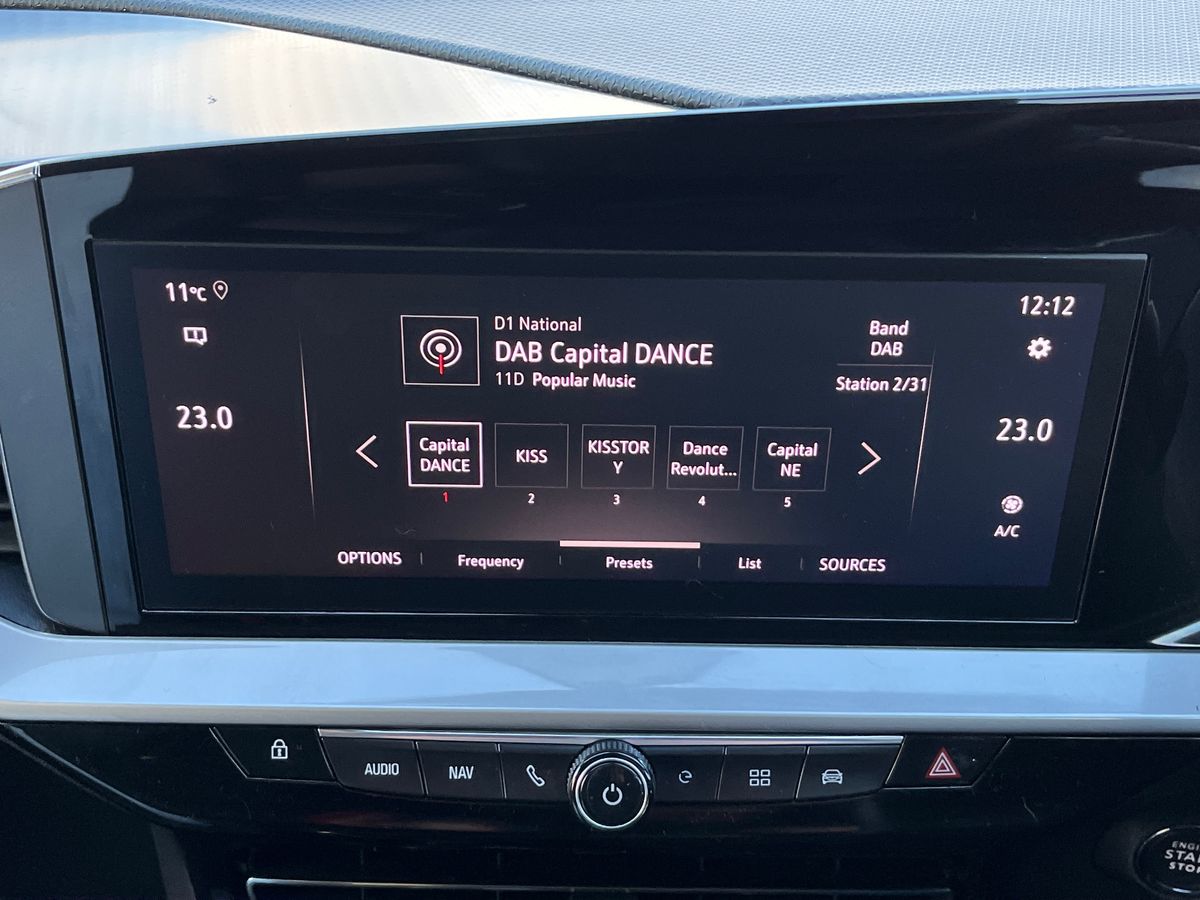 11°C
12:12
D1 National
DAB Capital DANCE
11D Popular Music
Band
DAB
Station 2/31
23.0
23.0
Capital
DANCE
KISS
KISSTOR
Y
Dance
Revolut...
Capital
NE
1
2
3
4
5
A/C
OPTIONS
Frequency
Presets
List
SOURCES
AUDIO
NAV